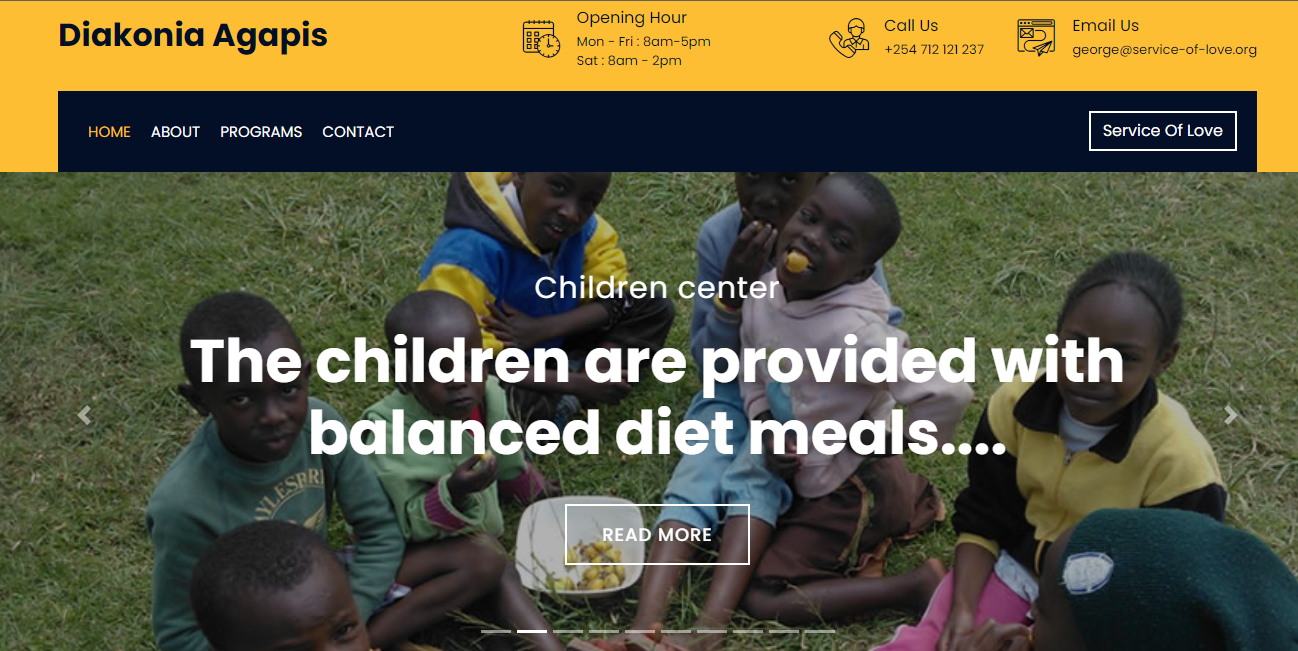 Diakonia Agapis
Opening Hour
Mon - Fri : 8am-5pm
Sat : 8am - 2pm
Call Us
+254 712 121 237
Email Us
george@service-of-love.org
HOME
ABOUT
PROGRAMS
CONTACT
Service Of Love
Children center
The children are provided with
balanced diet meals....
READ MORE